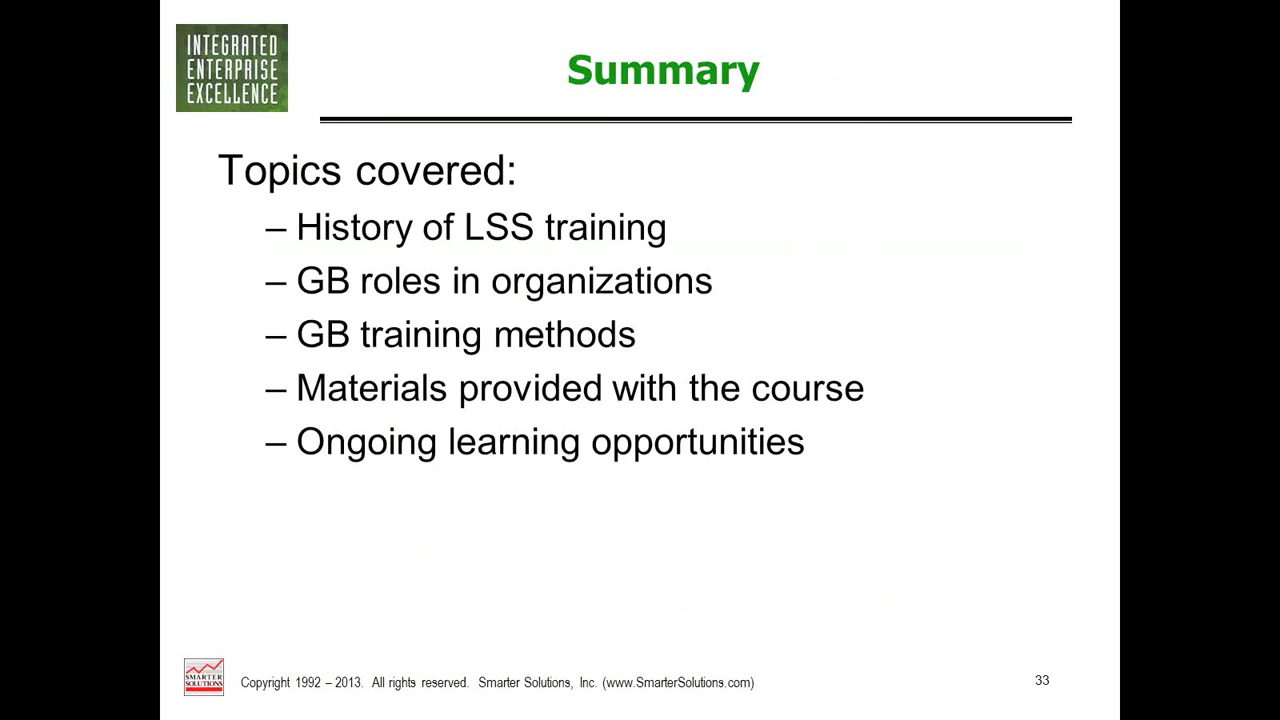 INTEGRATED
ENTERPRISE
EXCELLENCE
Summary
Topics covered:
– History of LSS training
– GB roles in organizations
– GB training methods
– Materials provided with the course
– Ongoing learning opportunities
SMARTER
SOLUTIONS
Copyright 1992 – 2013. All rights reserved. Smarter Solutions, Inc. (www.SmarterSolutions.com)
33